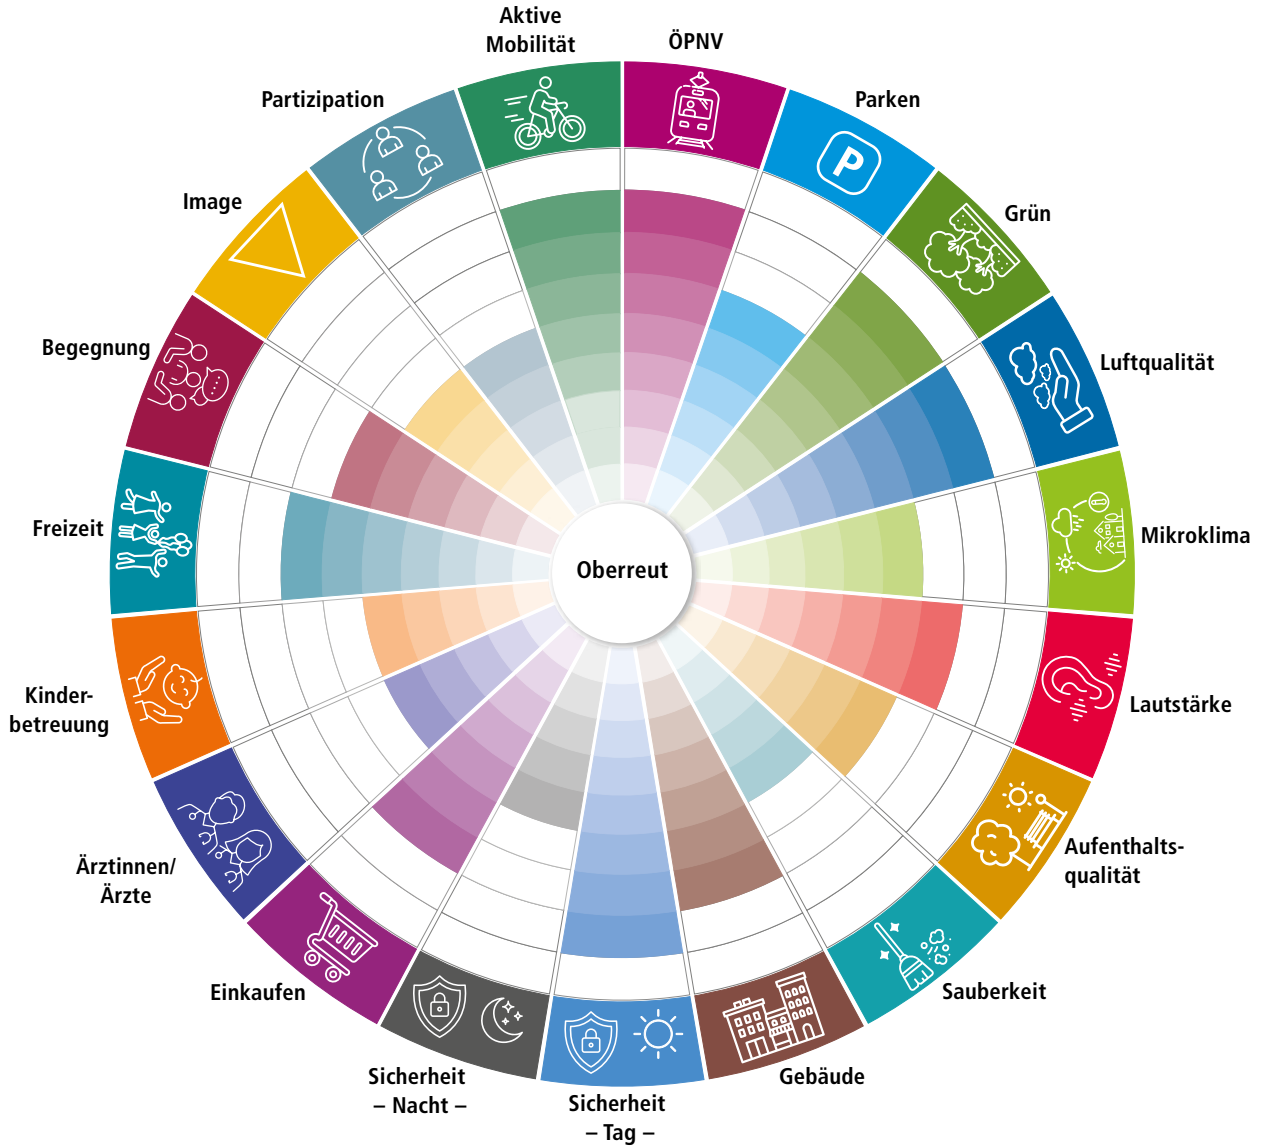 Aktive
Mobilität
ÖPNV
Parken
P
Grün
Luftqualität
Mikroklima
Lautstärke
Aufenthalts-
qualität
Sauberkeit
Gebäude
Sicherheit
– Tag –
Sicherheit
– Nacht –
Einkaufen
Ärztinnen/
Ärzte
Kinder-
betreuung
Freizeit
Begegnung
Image
Partizipation
Oberreut